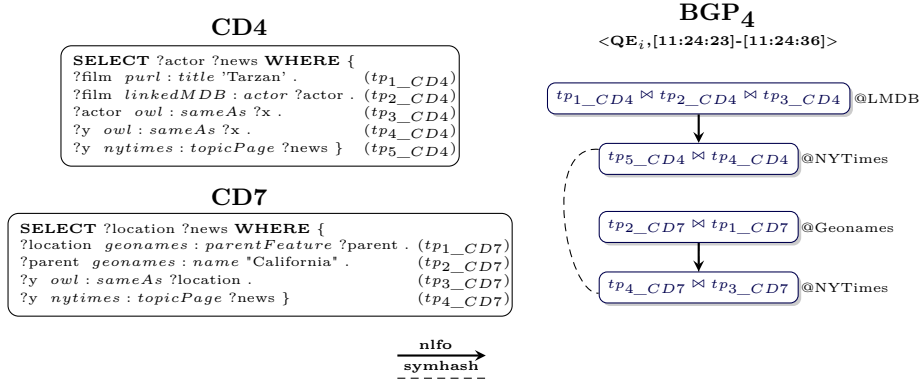 CD4
SELECT ?actor ?news WHERE {
?film purl : title 'Tarzan' . (tp1_CD4)
?film linkedMDB : actor ?actor . (tp2_CD4)
?actor owl : sameAs ?x . (tp3_CD4)
?y owl : sameAs ?x . (tp4_CD4)
?y nytimes : topicPage ?news } (tp5_CD4)
CD7
SELECT ?location ?news WHERE {
?location geonames : parentFeature ?parent . (tp1_CD7)
?parent geonames : name "California" . (tp2_CD7)
?y owl : sameAs ?location . (tp3_CD7)
?y nytimes : topicPage ?news } (tp4_CD7)
BGP4
<QEi,[11:24:23]-[11:24:36]>
tp1_CD4 ⋈ tp2_CD4 ⋈ tp3_CD4 @LMDB
tp5_CD4 ⋈ tp4_CD4 @NYTimes
tp2_CD7 ⋈ tp1_CD7 @Geonames
tp4_CD7 ⋈ tp3_CD7 @NYTimes
nlfo
symhash